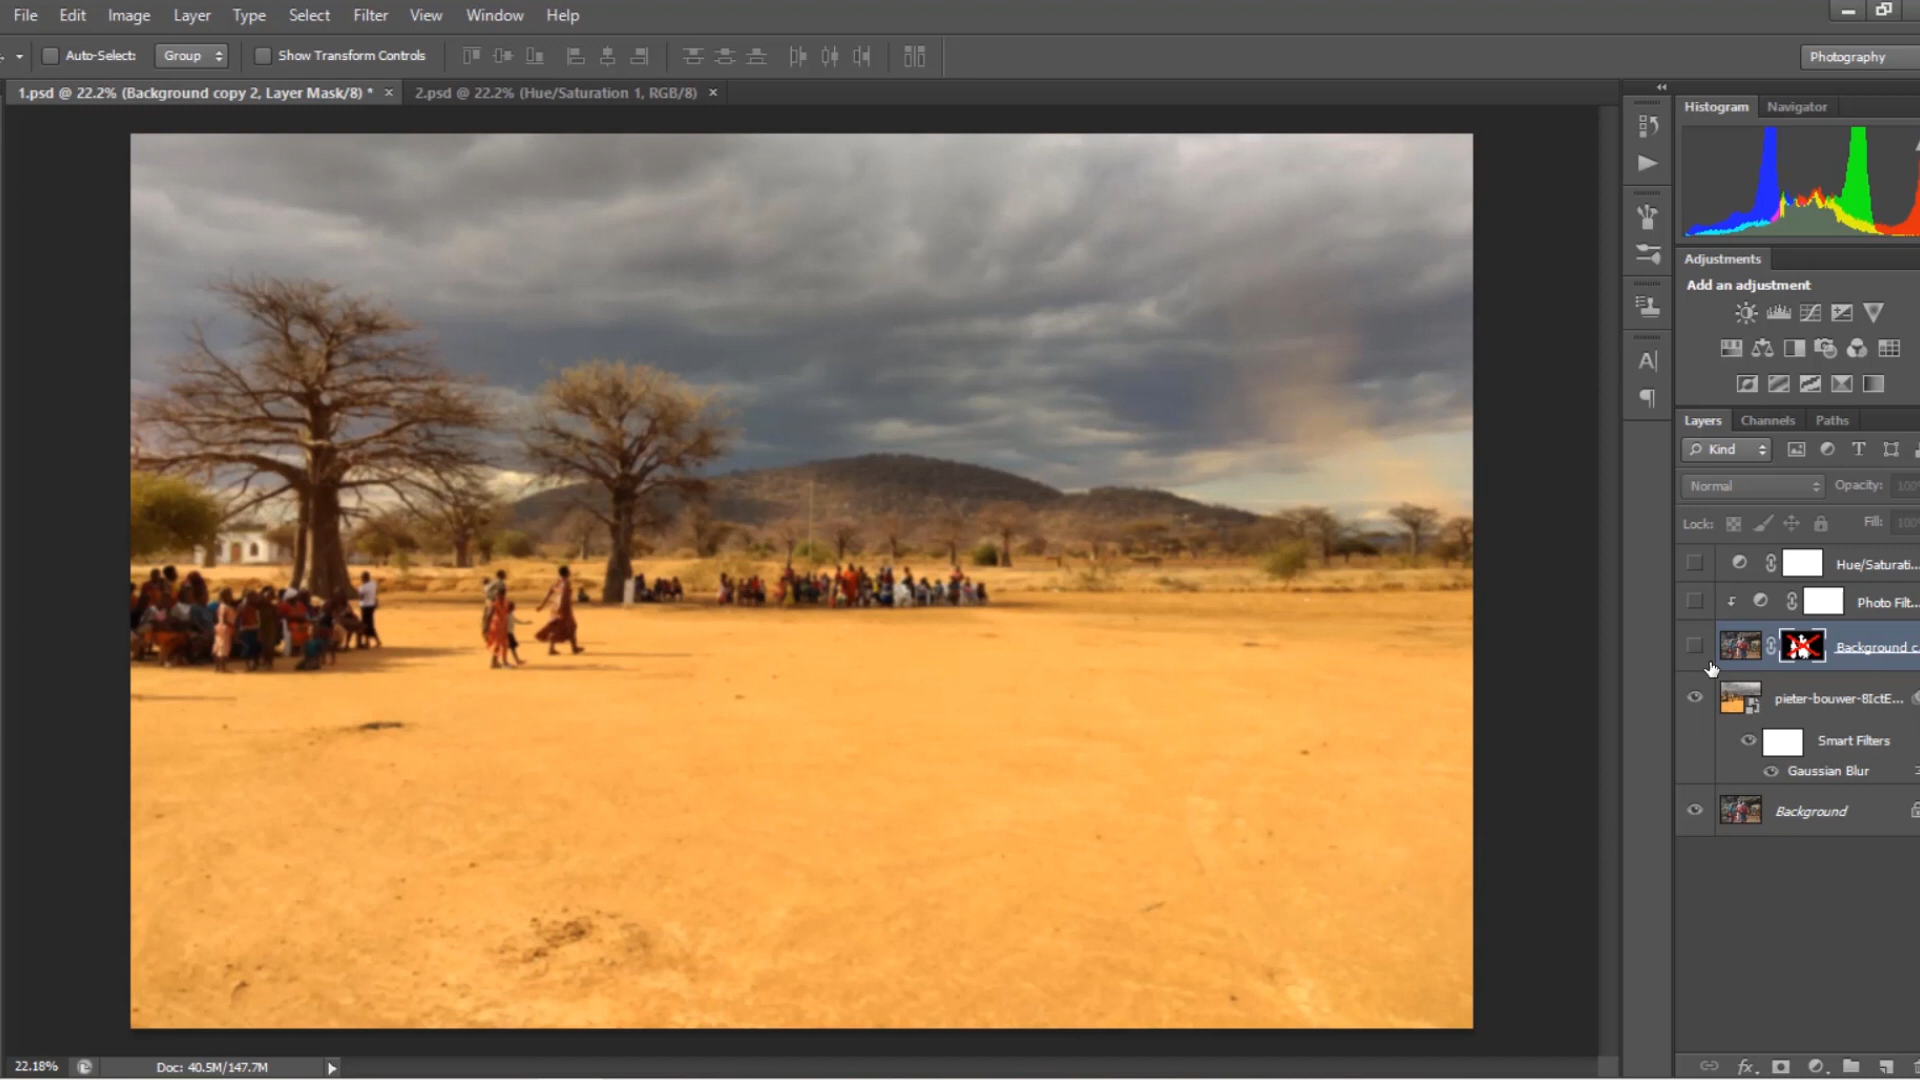 File Edit Image Layer Type Select Filter View Window Help
Auto-Select: Group Show Transform Controls
Photography
1.psd @ 22.2% (Background copy 2, Layer Mask/8) * × 2.psd @ 22.2% (Hue/Saturation 1, RGB/8) ×
Histogram Navigator
Adjustments
Add an adjustment
Layers Channels Paths
Kind
Normal Opacity: 100%
Lock: Fill: 100%
Hue/Saturati...
Photo Filt...
Background c...
pieter-bouwer-8IctE...
Smart Filters
Gaussian Blur
Background
22.18% Doc: 40.5M/147.7M